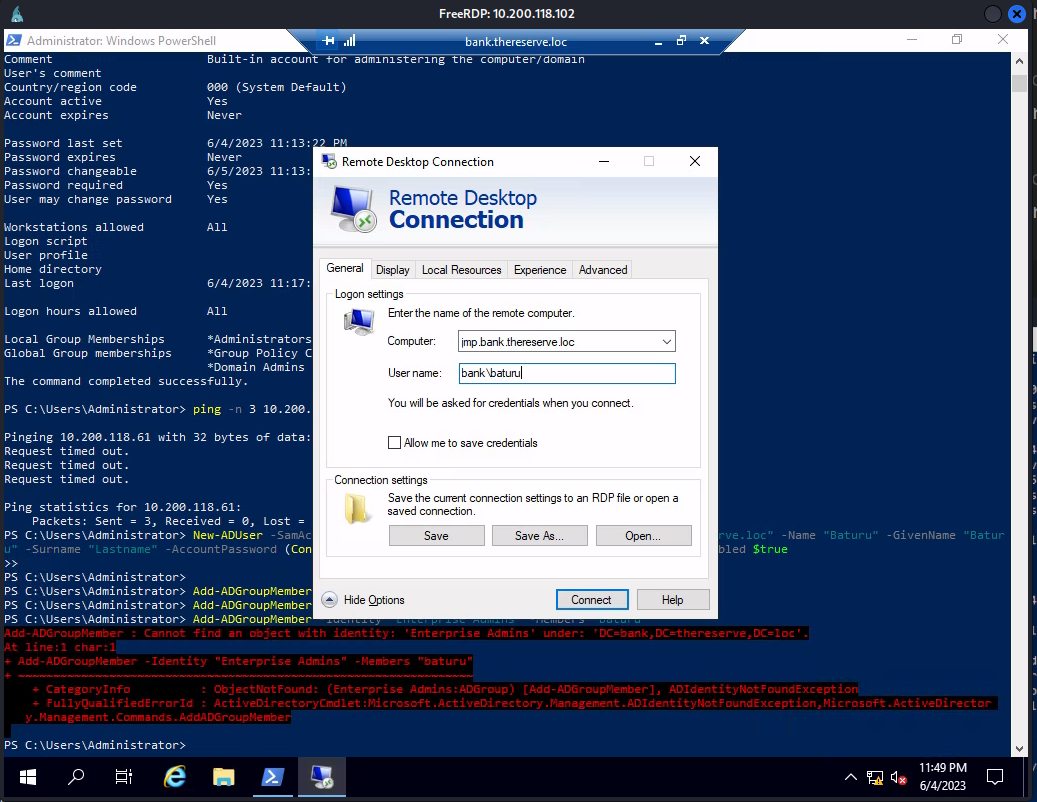 FreeRDP: 10.200.118.102
Administrator: Windows PowerShell
bank.thereserve.loc
Comment Built-in account for administering the computer/domain
User's comment
Country/region code 000 (System Default)
Account active Yes
Account expires Never
Password last set 6/4/2023 11:13:22 PM
Password expires Never
Password changeable 6/5/2023 11:13:
Password required Yes
User may change password Yes
Workstations allowed All
Logon script
User profile
Home directory
Last logon 6/4/2023 11:17:
Logon hours allowed All
Local Group Memberships *Administrators
Global Group memberships *Group Policy C
*Domain Admins
The command completed successfully.
PS C:\Users\Administrator> ping -n 3 10.200.
Pinging 10.200.118.61 with 32 bytes of data:
Request timed out.
Request timed out.
Request timed out.
Ping statistics for 10.200.118.61:
Packets: Sent = 3, Received = 0, Lost =
PS C:\Users\Administrator> New-ADUser -SamAc rve.loc" -Name "Baturu" -GivenName "Batur
u" -Surname "Lastname" -AccountPassword (Con bled $true
>>
PS C:\Users\Administrator>
PS C:\Users\Administrator> Add-ADGroupMember
PS C:\Users\Administrator> Add-ADGroupMember
PS C:\Users\Administrator> Add-ADGroupMember -Identity "Enterprise Admins" -Members "baturu"
Add-ADGroupMember : Cannot find an object with identity: 'Enterprise Admins' under: 'DC=bank,DC=thereserve,DC=loc'.
At line:1 char:1
+ Add-ADGroupMember -Identity "Enterprise Admins" -Members "baturu"
+ ~~~~~~~~~~~~~~~~~~~~~~~~~~~~~~~~~~~~~~~~~~~~~~~~~~~~~~~~~~~~~~~~~
+ CategoryInfo : ObjectNotFound: (Enterprise Admins:ADGroup) [Add-ADGroupMember], ADIdentityNotFoundException
+ FullyQualifiedErrorId : ActiveDirectoryCmdlet:Microsoft.ActiveDirectory.Management.ADIdentityNotFoundException,Microsoft.ActiveDirector
y.Management.Commands.AddADGroupMember
PS C:\Users\Administrator>
Remote Desktop Connection
Remote Desktop
Connection
General Display Local Resources Experience Advanced
Logon settings
Enter the name of the remote computer.
Computer: jmp.bank.thereserve.loc
User name: bank\baturu
You will be asked for credentials when you connect.
Allow me to save credentials
Connection settings
Save the current connection settings to an RDP file or open a
saved connection.
Save Save As... Open...
Hide Options Connect Help
11:49 PM
6/4/2023